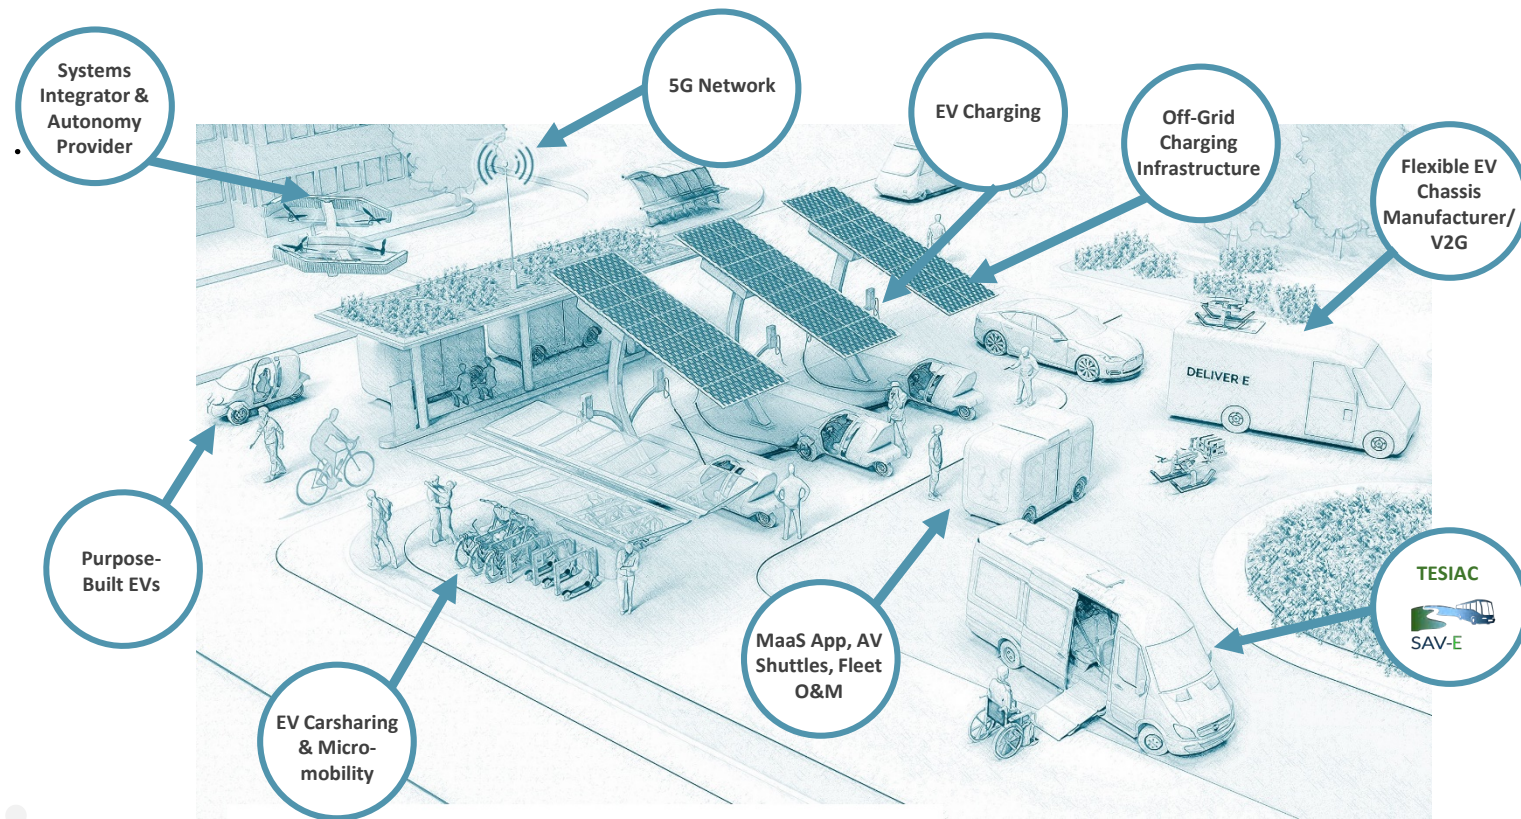 Systems
Integrator &
Autonomy
Provider
5G Network
EV Charging
Off-Grid
Charging
Infrastructure
Flexible EV
Chassis
Manufacturer/
V2G
DELIVER E
Purpose-
Built EVs
EV Carsharing
& Micro-
mobility
MaaS App, AV
Shuttles, Fleet
O&M
TESIAC
SAV-E